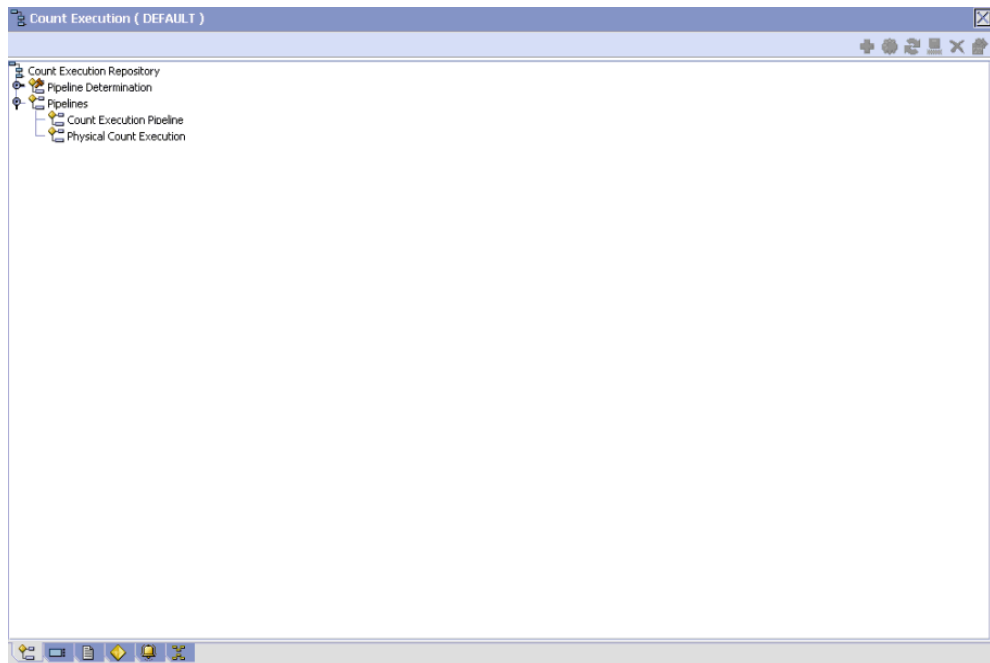 Count Execution ( DEFAULT )
Count Execution Repository
Pipeline Determination
Pipelines
Count Execution Pipeline
Physical Count Execution